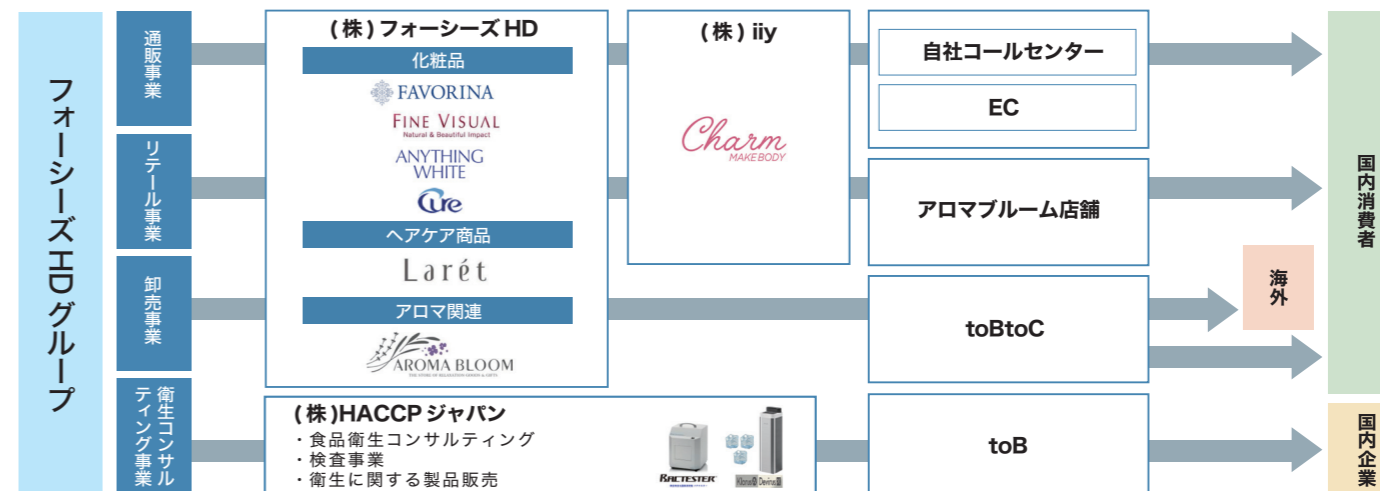 フォーシーズHDグループ
通販事業
リテール事業
卸売事業
衛生コンサル
ティング事業
(株)フォーシーズHD
化粧品
FAVORINA
FINE VISUAL
Natural & Beautiful Impact
ANYTHING
WHITE
Cure
ヘアケア商品
Larét
アロマ関連
AROMA BLOOM
THE STORE OF RELAXATION GOODS & GIFTS
(株)iiy
Charm
MAKE BODY
自社コールセンター
EC
アロマブルーム店舗
toBtoC
(株)HACCPジャパン
・食品衛生コンサルティング
・検査事業
・衛生に関する製品販売
BACTESTER
toB
国内消費者
海外
国内企業